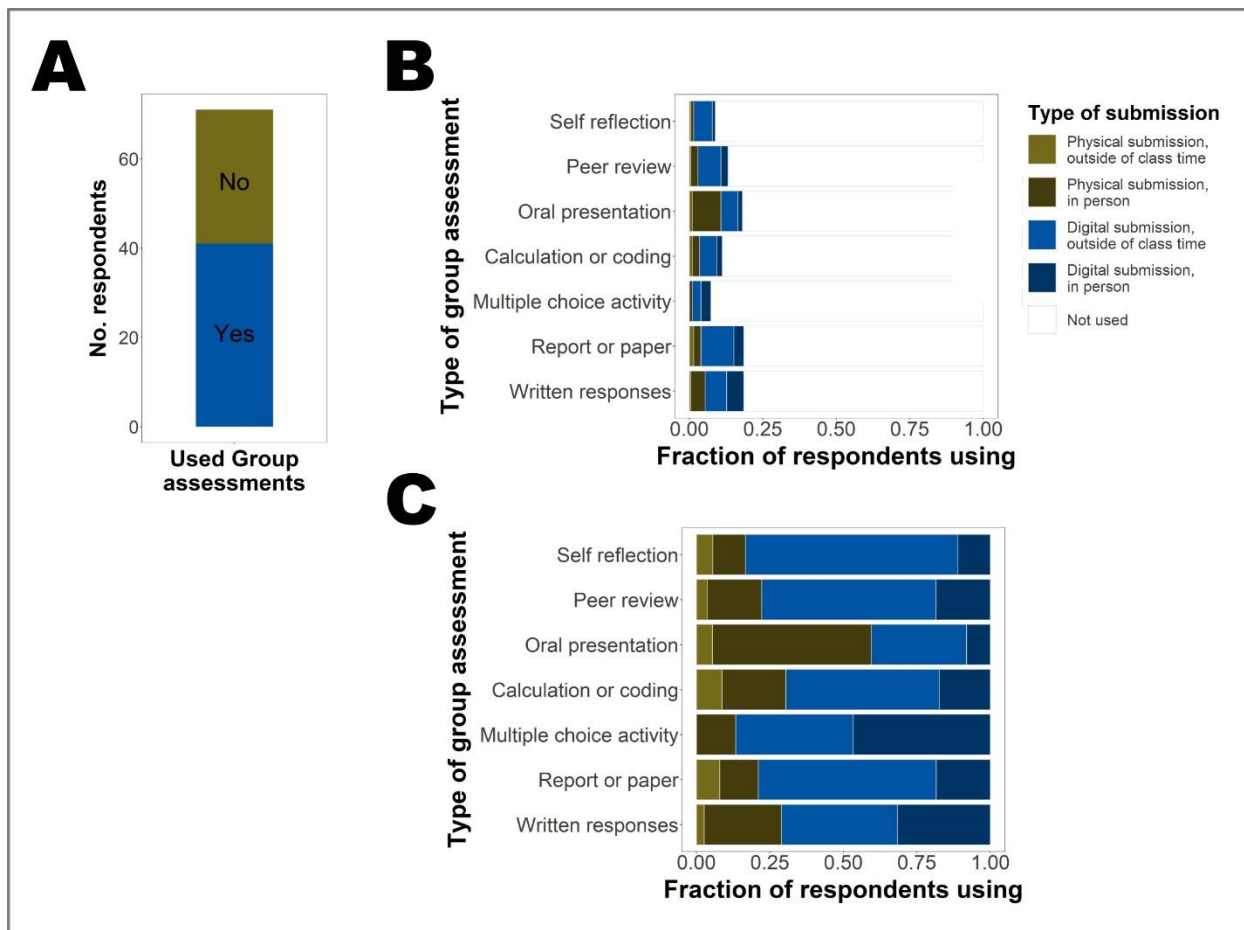 A
No. respondents
60
40
20
0
No
Yes
Used Group
assessments
B
Type of group assessment
Self reflection
Peer review
Oral presentation
Calculation or coding
Multiple choice activity
Report or paper
Written responses
0.00 0.25 0.50 0.75 1.00
Fraction of respondents using
Type of submission
Physical submission,
outside of class time
Physical submission,
in person
Digital submission,
outside of class time
Digital submission,
in person
Not used
C
Type of group assessment
Self reflection
Peer review
Oral presentation
Calculation or coding
Multiple choice activity
Report or paper
Written responses
0.00 0.25 0.50 0.75 1.00
Fraction of respondents using